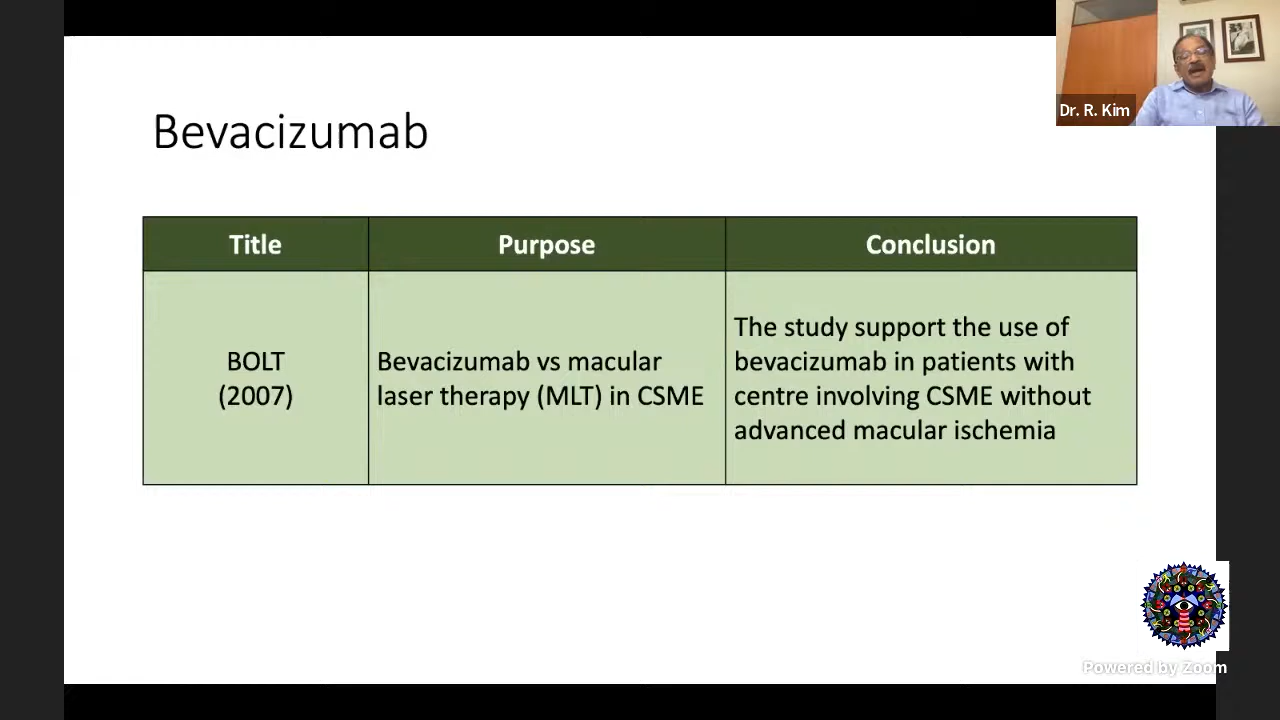 Dr. R. Kim
Bevacizumab
Title
Purpose
Conclusion
BOLT
(2007)
Bevacizumab vs macular
laser therapy (MLT) in CSME
The study support the use of
bevacizumab in patients with
centre involving CSME without
advanced macular ischemia
Powered by Zoom